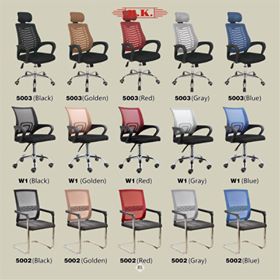 M.K.
5003(Black) 5003(Golden) 5003(Red) 5003(Gray) 5003(Blue)
W1(Black) W1(Golden) W1(Red) W1(Gray) W1(Blue)
5002(Black) 5002(Golden) 5002(Red) 5002(Gray) 5002(Blue)